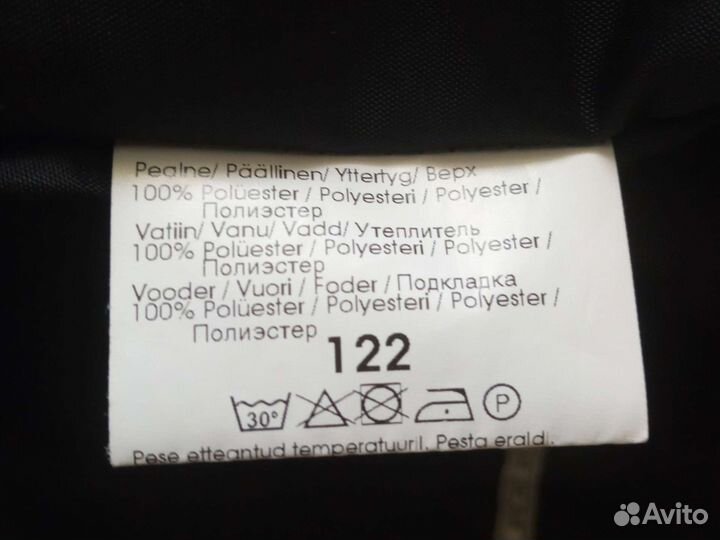 Pealne/ Päällinen/ Yttertyg/ Верх
100% Polüester / Polyesteri / Polyester /
Полиэстер
Vatiin/ Vanu/ Vadd/ Утеплитель
100% Polüester / Polyesteri / Polyester /
Полиэстер
Vooder / Vuori / Foder / Подкладка
100% Polüester / Polyesteri / Polyester /
Полиэстер
122
30° P
Pese etteantud temperatuuril. Pesta eraldi.
Avito